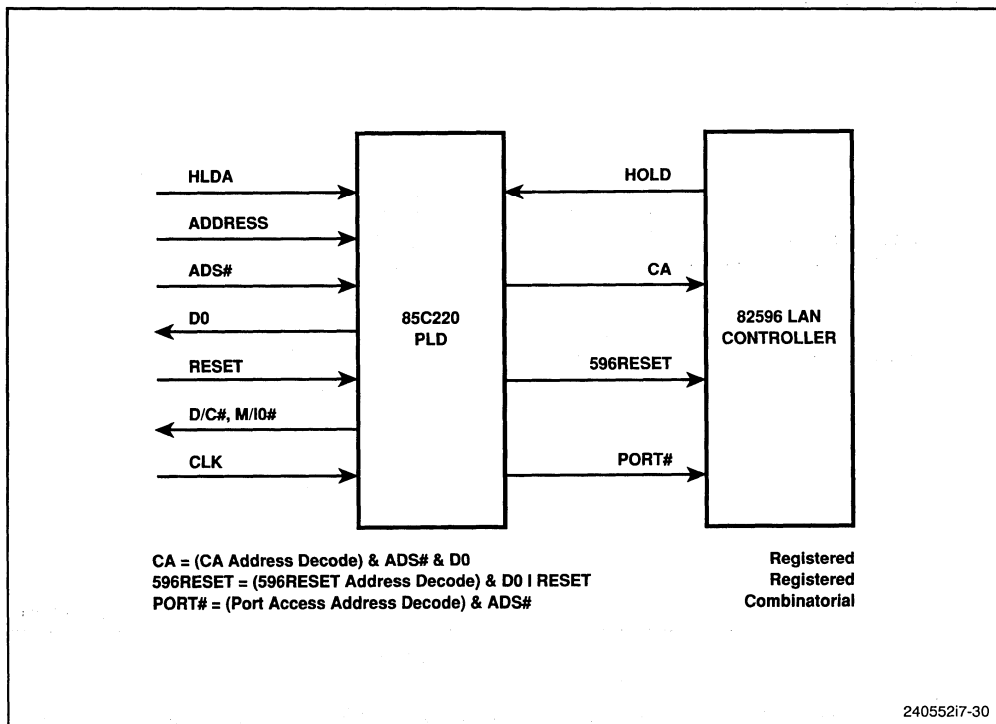 HLDA
HOLD
ADDRESS
ADS#
CA
D0
85C220
PLD
82596 LAN
CONTROLLER
RESET
596RESET
D/C#, M/I0#
CLK
PORT#
CA = (CA Address Decode) & ADS# & D0 Registered
596RESET = (596RESET Address Decode) & D0 I RESET Registered
PORT# = (Port Access Address Decode) & ADS# Combinatorial
240552i7-30